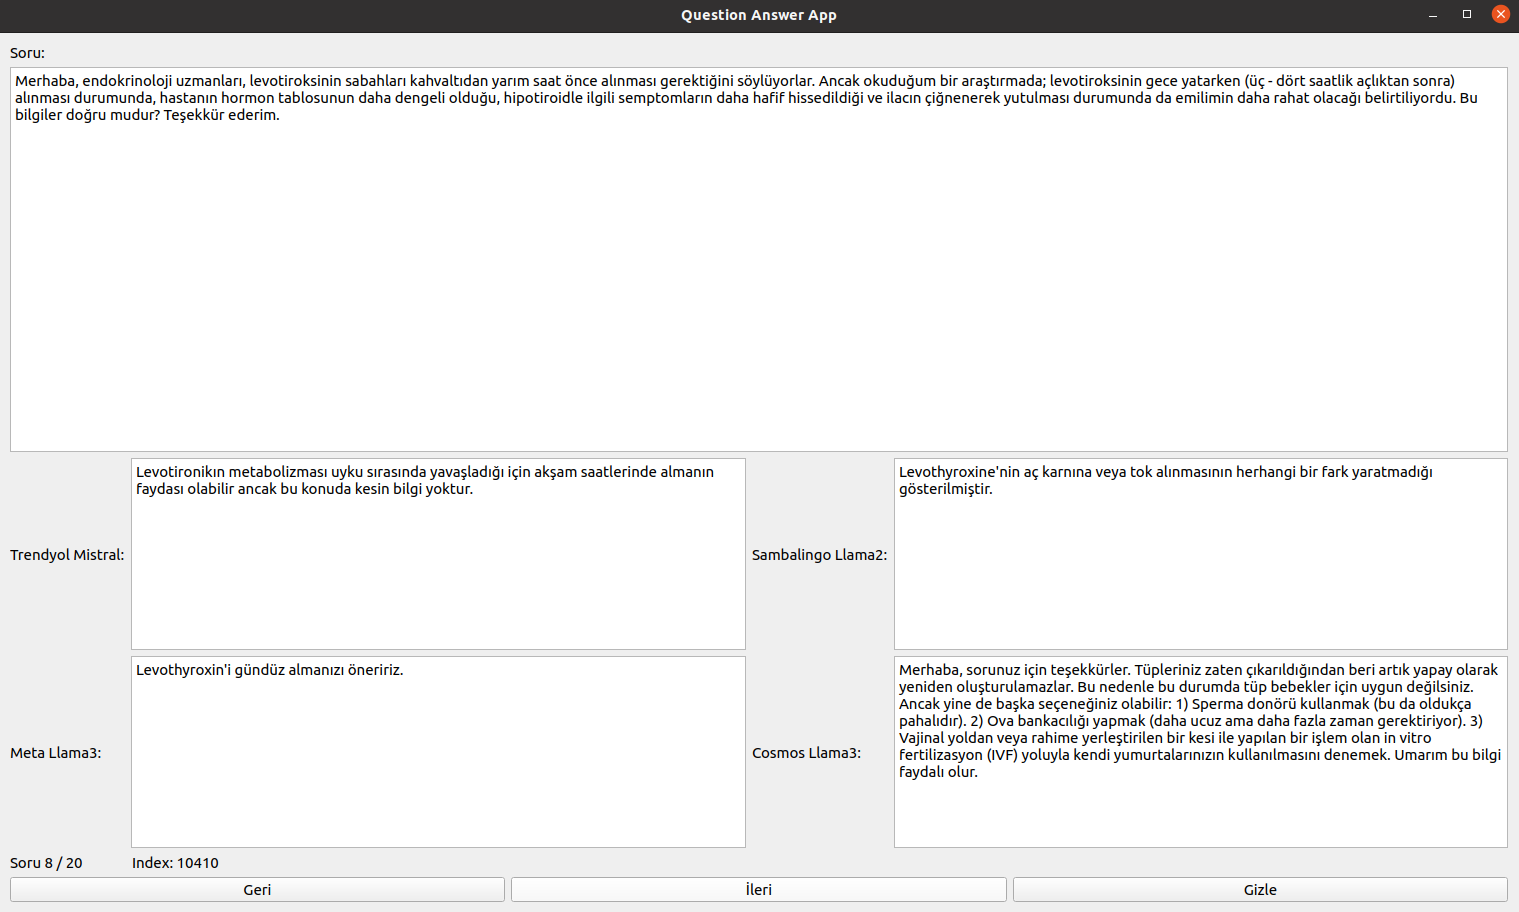 Question Answer App
Soru:
Merhaba, endokrinoloji uzmanları, levotiroksinin sabahları kahvaltıdan yarım saat önce alınması gerektiğini söylüyorlar. Ancak okuduğum bir araştırmada; levotiroksinin gece yatarken (üç - dört saatlik açlıktan sonra)
alınması durumunda, hastanın hormon tablosunun daha dengeli olduğu, hipotiroidle ilgili semptomların daha hafif hissedildiği ve ilacın çiğnenerek yutulması durumunda da emilimin daha rahat olacağı belirtiliyordu. Bu
bilgiler doğru mudur? Teşekkür ederim.
Trendyol Mistral:
Levotironikın metabolizması uyku sırasında yavaşladığı için akşam saatlerinde almanın
faydası olabilir ancak bu konuda kesin bilgi yoktur.
Sambalingo Llama2:
Levothyroxine'nin aç karnına veya tok alınmasının herhangi bir fark yaratmadığı
gösterilmiştir.
Meta Llama3:
Levothyroxin'i gündüz almanızı öneririz.
Cosmos Llama3:
Merhaba, sorunuz için teşekkürler. Tüpleriniz zaten çıkarıldığından beri artık yapay olarak
yeniden oluşturulamazlar. Bu nedenle bu durumda tüp bebekler için uygun değilsiniz.
Ancak yine de başka seçeneğiniz olabilir: 1) Sperma donörü kullanmak (bu da oldukça
pahalıdır). 2) Ova bankacılığı yapmak (daha ucuz ama daha fazla zaman gerektiriyor). 3)
Vajinal yoldan veya rahime yerleştirilen bir kesi ile yapılan bir işlem olan in vitro
fertilizasyon (IVF) yoluyla kendi yumurtalarınızın kullanılmasını denemek. Umarım bu bilgi
faydalı olur.
Soru 8 / 20
Index: 10410
Geri
İleri
Gizle